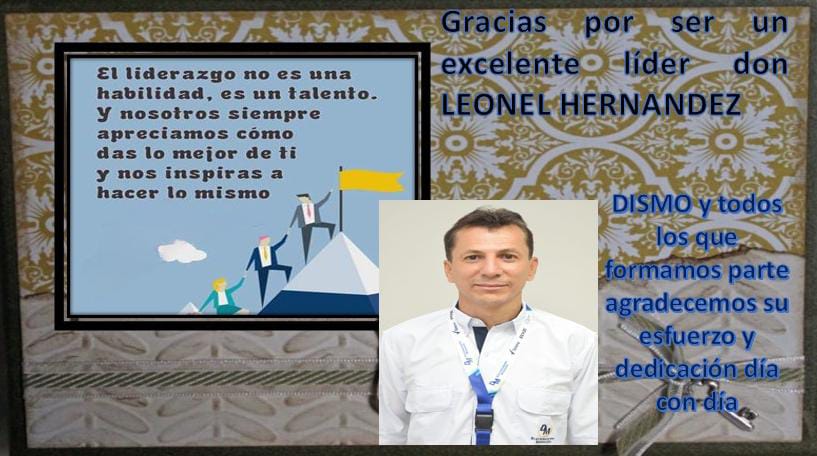 El liderazgo no es una
habilidad, es un talento.
Y nosotros siempre
apreciamos cómo
das lo mejor de ti
y nos inspiras a
hacer lo mismo
Gracias por ser un
excelente líder don
LEONEL HERNANDEZ
DISMO y todos
los que
formamos parte
agradecemos su
esfuerzo y
dedicación día
con día